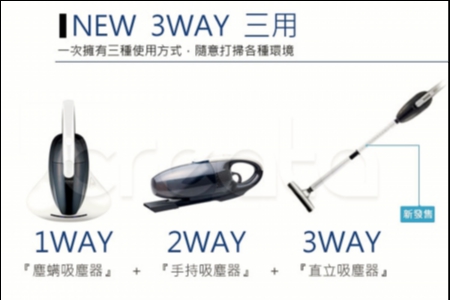 NEW 3WAY 三用
一次擁有三種使用方式，隨意打掃各種環境
新發售
1WAY 2WAY 3WAY
『塵螨吸塵器』 + 『手持吸塵器』 + 『直立吸塵器』